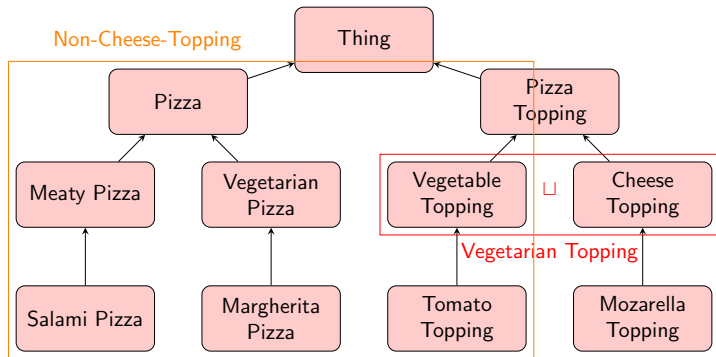 Non-Cheese-Topping
Thing
Pizza
Pizza
Topping
Meaty Pizza
Vegetarian
Pizza
Vegetable
Topping
⊔
Cheese
Topping
Vegetarian Topping
Salami Pizza
Margherita
Pizza
Tomato
Topping
Mozarella
Topping